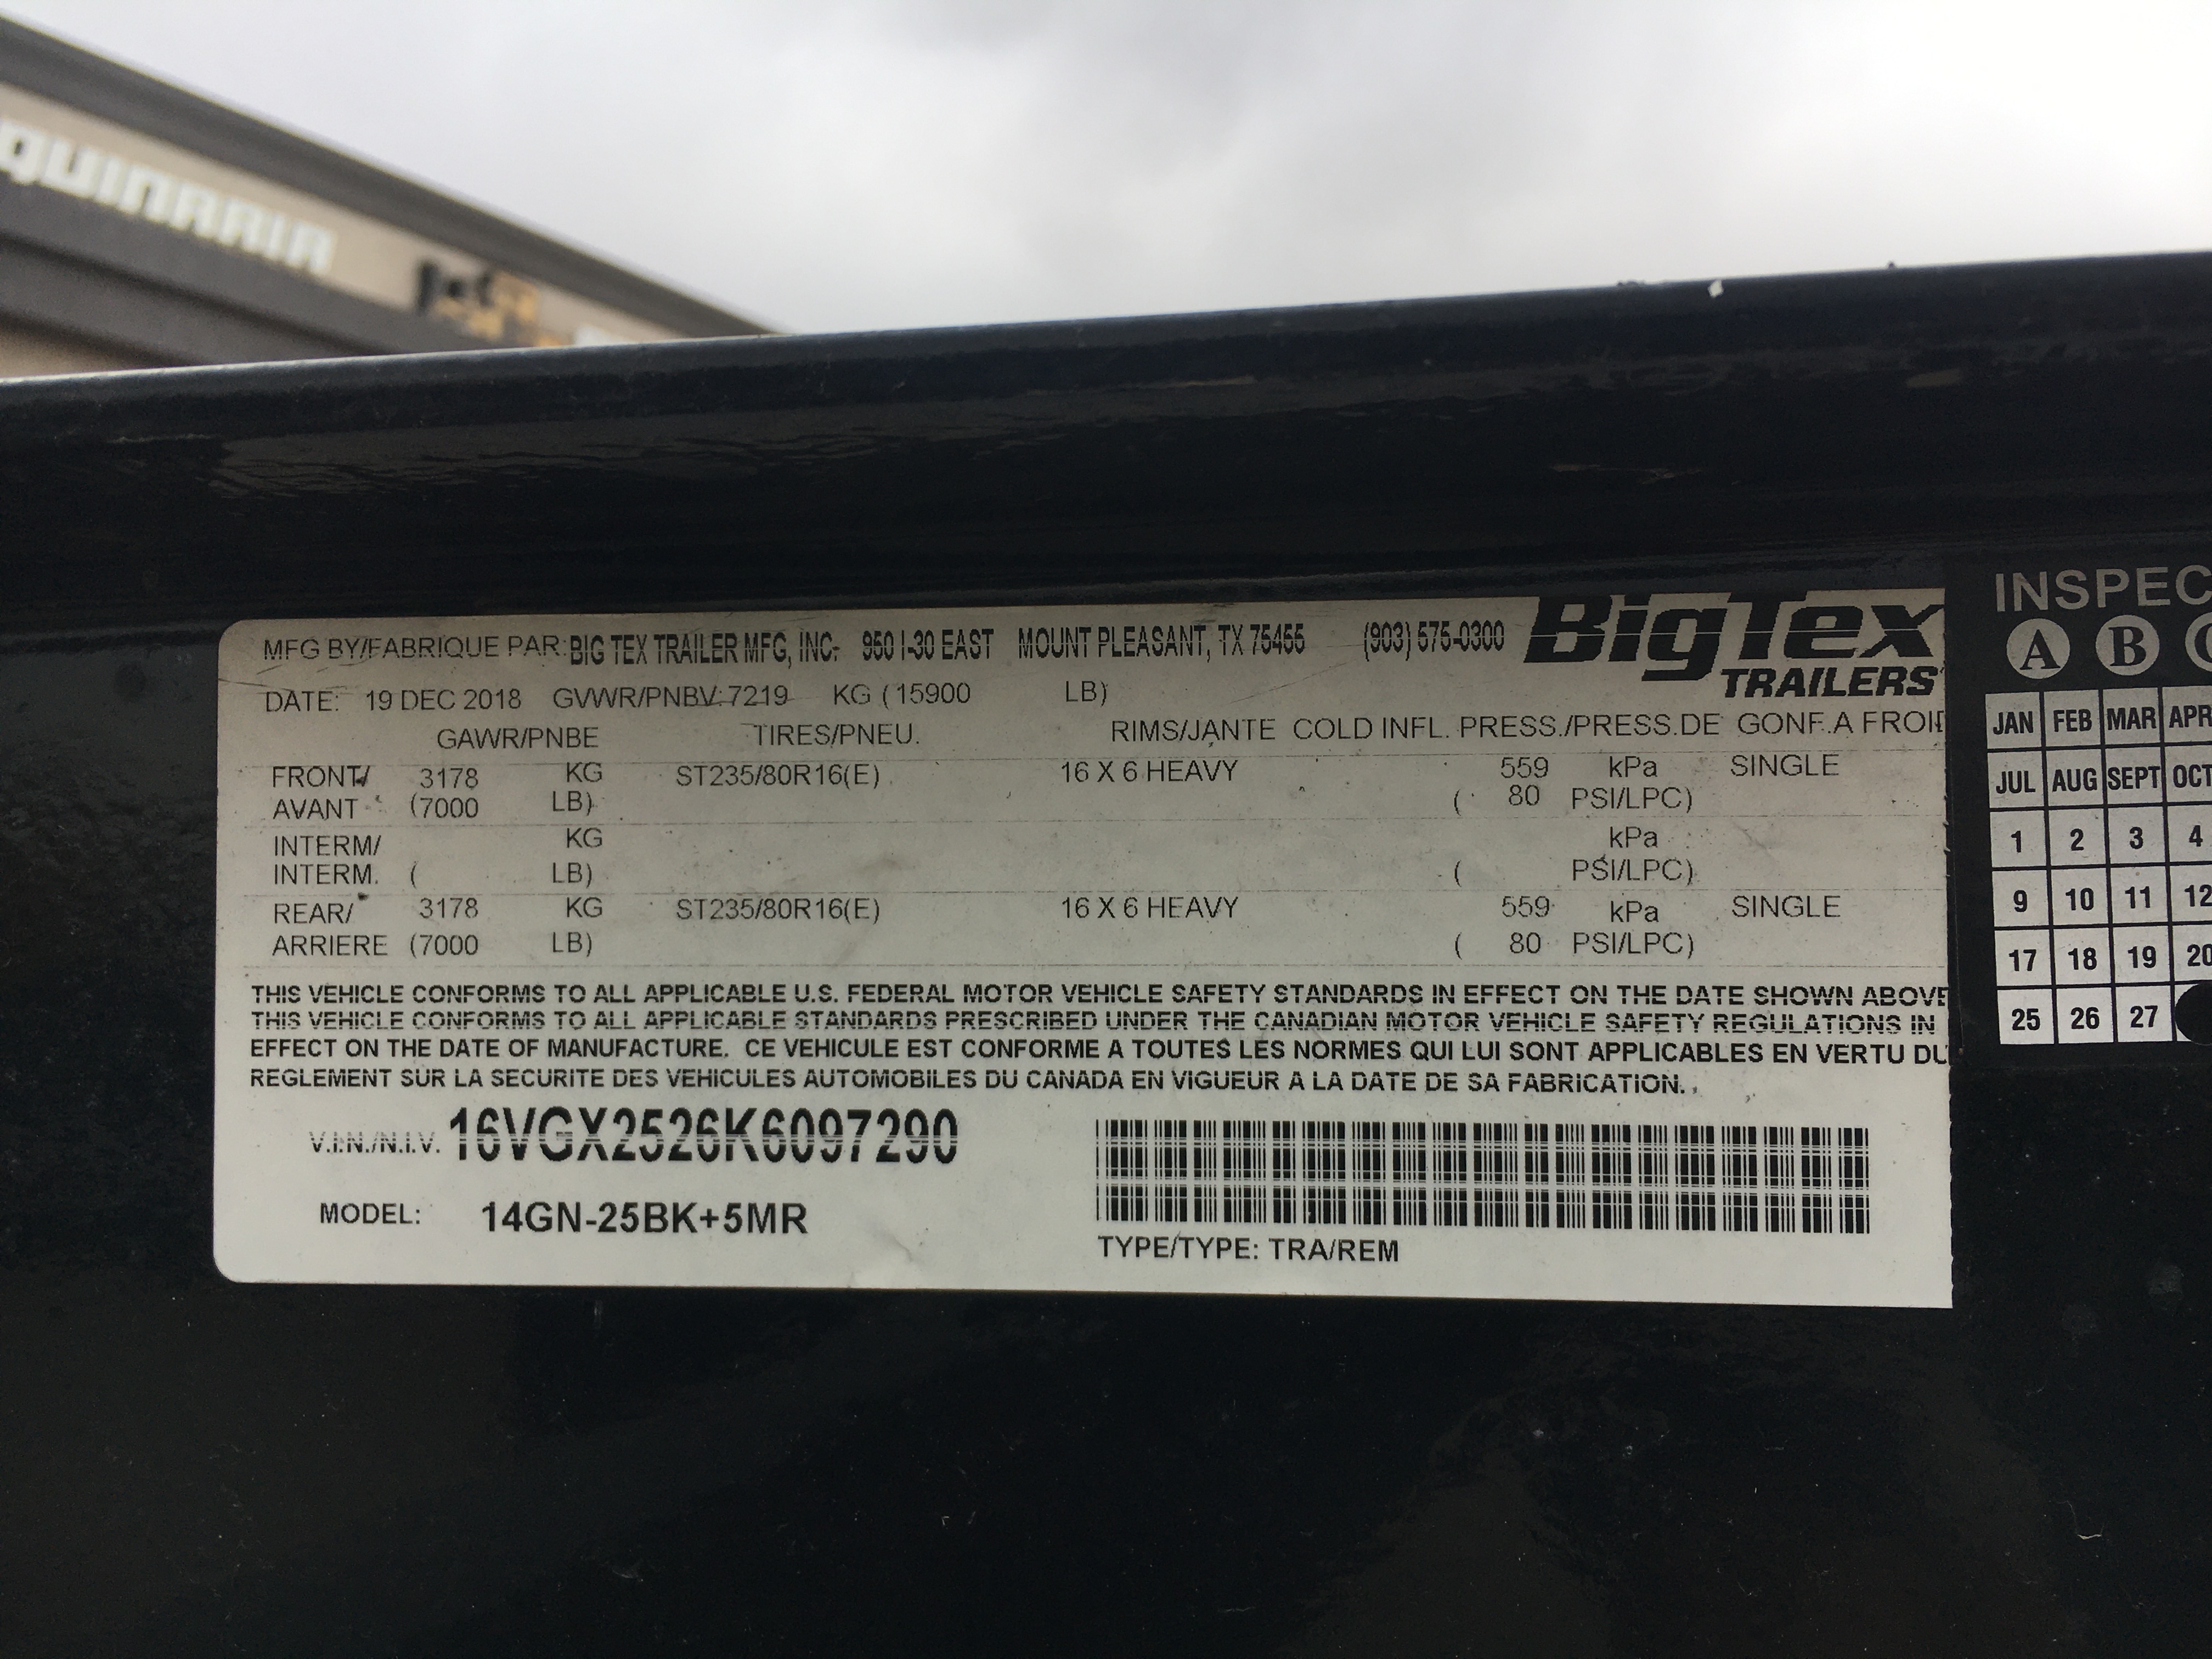 QUINAAIR
MFG BY/FABRIQUE PAR: BIG TEX TRAILER MFG, INC. 950 I-30 EAST MOUNT PLEASANT, TX 75455 (903) 575-0300
BigTex
TRAILERS
DATE: 19 DEC 2018 GVWR/PNBV: 7219 KG (15900 LB)
GAWR/PNBE TIRES/PNEU. RIMS/JANTE COLD INFL. PRESS./PRESS.DE GONF.A FROID
FRONT/ 3178 KG ST235/80R16(E) 16 X 6 HEAVY 559 kPa SINGLE
AVANT (7000 LB) ( 80 PSI/LPC)
INTERM/ KG kPa
INTERM. ( LB) ( PSI/LPC)
REAR/ 3178 KG ST235/80R16(E) 16 X 6 HEAVY 559 kPa SINGLE
ARRIERE (7000 LB) ( 80 PSI/LPC)
THIS VEHICLE CONFORMS TO ALL APPLICABLE U.S. FEDERAL MOTOR VEHICLE SAFETY STANDARDS IN EFFECT ON THE DATE SHOWN ABOVE
THIS VEHICLE CONFORMS TO ALL APPLICABLE STANDARDS PRESCRIBED UNDER THE CANADIAN MOTOR VEHICLE SAFETY REGULATIONS IN
EFFECT ON THE DATE OF MANUFACTURE. CE VEHICULE EST CONFORME A TOUTES LES NORMES QUI LUI SONT APPLICABLES EN VERTU DU
REGLEMENT SUR LA SECURITE DES VEHICULES AUTOMOBILES DU CANADA EN VIGUEUR A LA DATE DE SA FABRICATION.
V.I.N./N.I.V. 16VGX2526K6097290
MODEL: 14GN-25BK+5MR
TYPE/TYPE: TRA/REM
INSPEC
A B C
JAN FEB MAR APR
JUL AUG SEPT OCT
1 2 3 4
9 10 11 12
17 18 19 20
25 26 27